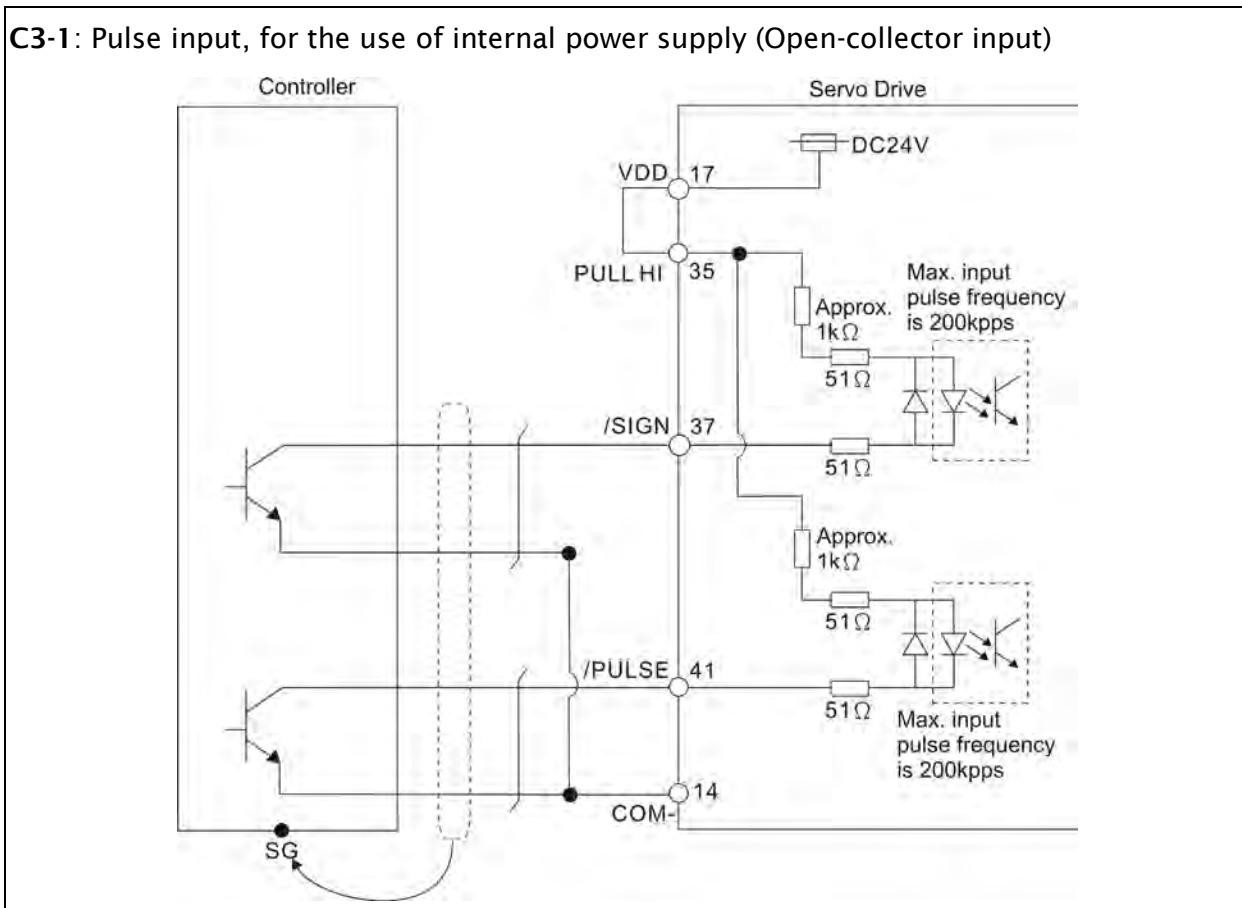 C3-1: Pulse input, for the use of internal power supply (Open-collector input)
Controller
Servo Drive
DC24V
VDD
17
PULL HI
35
Max. input
pulse frequency
is 200kpps
Approx.
1kΩ
51Ω
/SIGN
37
51Ω
Approx.
1kΩ
51Ω
/PULSE
41
51Ω
Max. input
pulse frequency
is 200kpps
14
COM-
SG